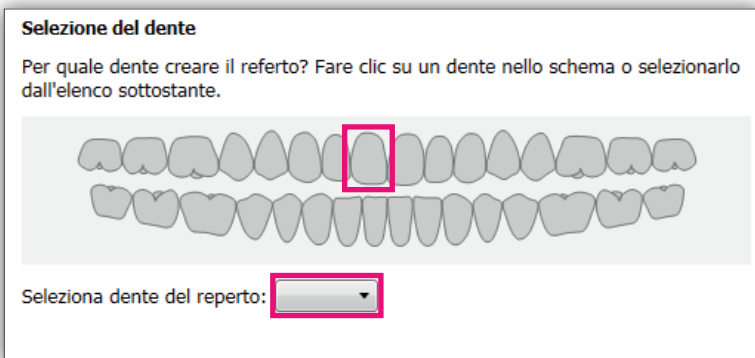 Selezione del dente
Per quale dente creare il referto? Fare clic su un dente nello schema o selezionarlo
dall'elenco sottostante.
Seleziona dente del reperto: